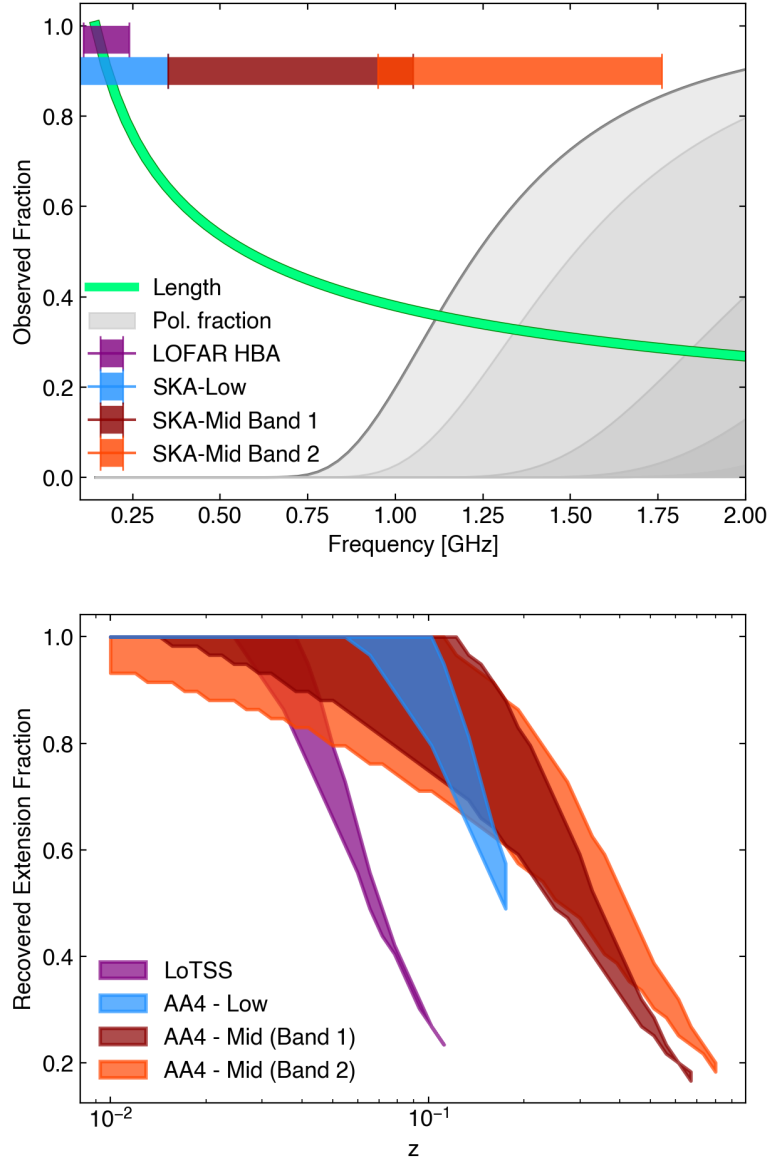 1.0
0.8
0.6
0.4
0.2
0.0
Observed Fraction
Length
Pol. fraction
LOFAR HBA
SKA-Low
SKA-Mid Band 1
SKA-Mid Band 2
0.25 0.50 0.75 1.00 1.25 1.50 1.75 2.00
Frequency [GHz]
1.0
0.8
0.6
0.4
0.2
Recovered Extension Fraction
LoTSS
AA4 - Low
AA4 - Mid (Band 1)
AA4 - Mid (Band 2)
10⁻² 10⁻¹
z